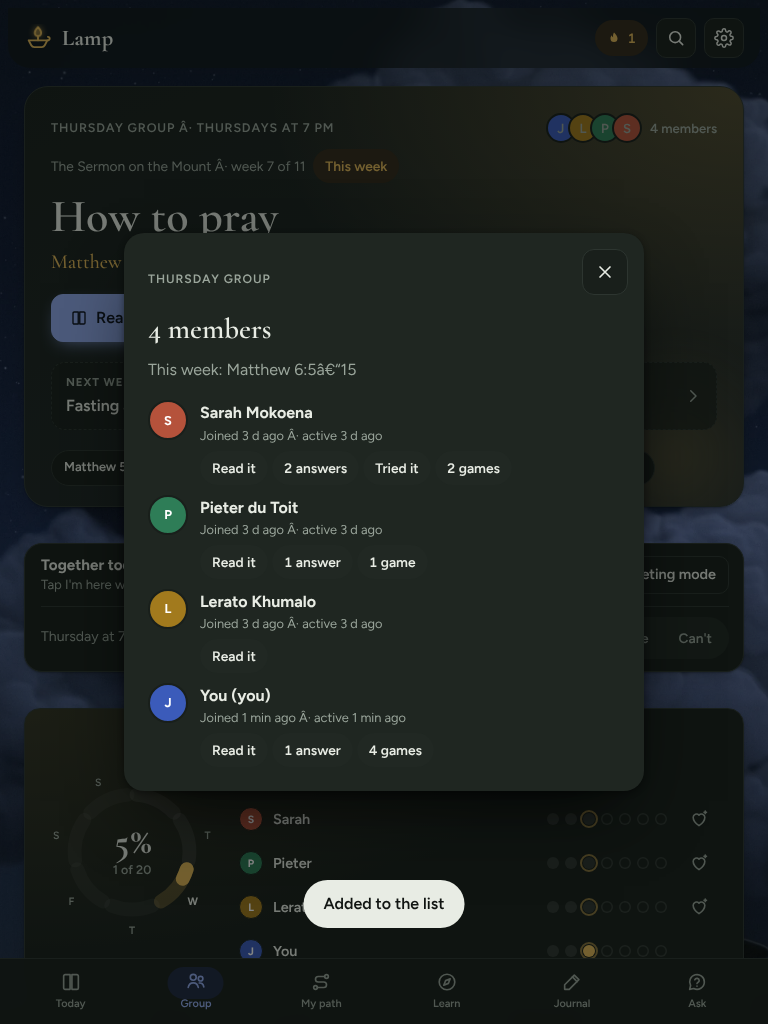 Lamp
1
THURSDAY GROUP Â· THURSDAYS AT 7 PM
J L P S 4 members
The Sermon on the Mount Â· week 7 of 11 This week
How to pray
Matthew
Rea
NEXT WE
Fasting
Matthew 5
THURSDAY GROUP
4 members
This week: Matthew 6:5â€“15
S
Sarah Mokoena
Joined 3 d ago Â· active 3 d ago
Read it 2 answers Tried it 2 games
P
Pieter du Toit
Joined 3 d ago Â· active 3 d ago
Read it 1 answer 1 game
L
Lerato Khumalo
Joined 3 d ago Â· active 3 d ago
Read it
J
You (you)
Joined 1 min ago Â· active 1 min ago
Read it 1 answer 4 games
Together to
Tap I'm here w
eting mode
Thursday at 7
e Can't
S
S T
5%
1 of 20
F W
T
S Sarah
P Pieter
L Lerat
J You
Added to the list
Today Group My path Learn Journal Ask